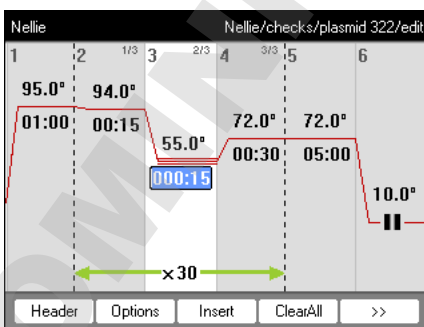 Nellie Nellie/checks/plasmid 322/edit
1 2 1/3 3 2/3 4 3/3 5 6
95.0° 94.0°
01:00 00:15
55.0°
000:15
72.0° 72.0°
00:30 05:00
10.0°
×30
Header Options Insert ClearAll >>